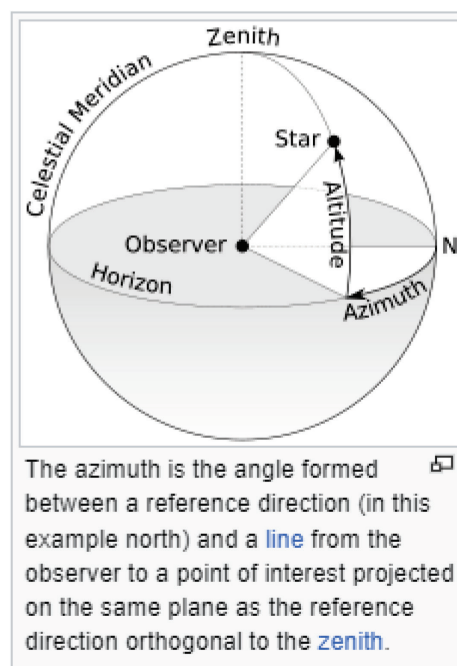 Zenith
Celestial Meridian
Star
Altitude
Observer
N
Horizon
Azimuth
The azimuth is the angle formed
between a reference direction (in this
example north) and a line from the
observer to a point of interest projected
on the same plane as the reference
direction orthogonal to the zenith.